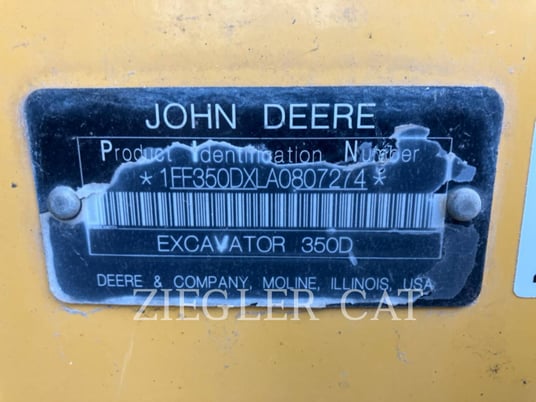 JOHN DEERE
Product Identification Number
*1FF350DXLA0807274*
EXCAVATOR 350D
DEERE & COMPANY, MOLINE, ILLINOIS, USA
ZIEGLER CAT